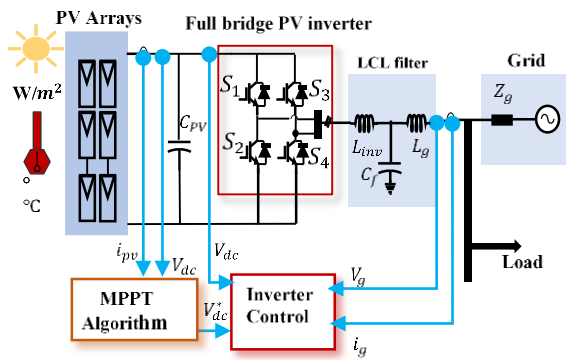 PV Arrays
Full bridge PV inverter
W/m²
°C
C_PV
S₁
S₃
S₂
S₄
LCL filter
L_inv
L_g
C_f
Grid
Z_g
Load
i_pv
V_dc
V_dc
V_g
i_g
MPPT
Algorithm
V*_dc
Inverter
Control